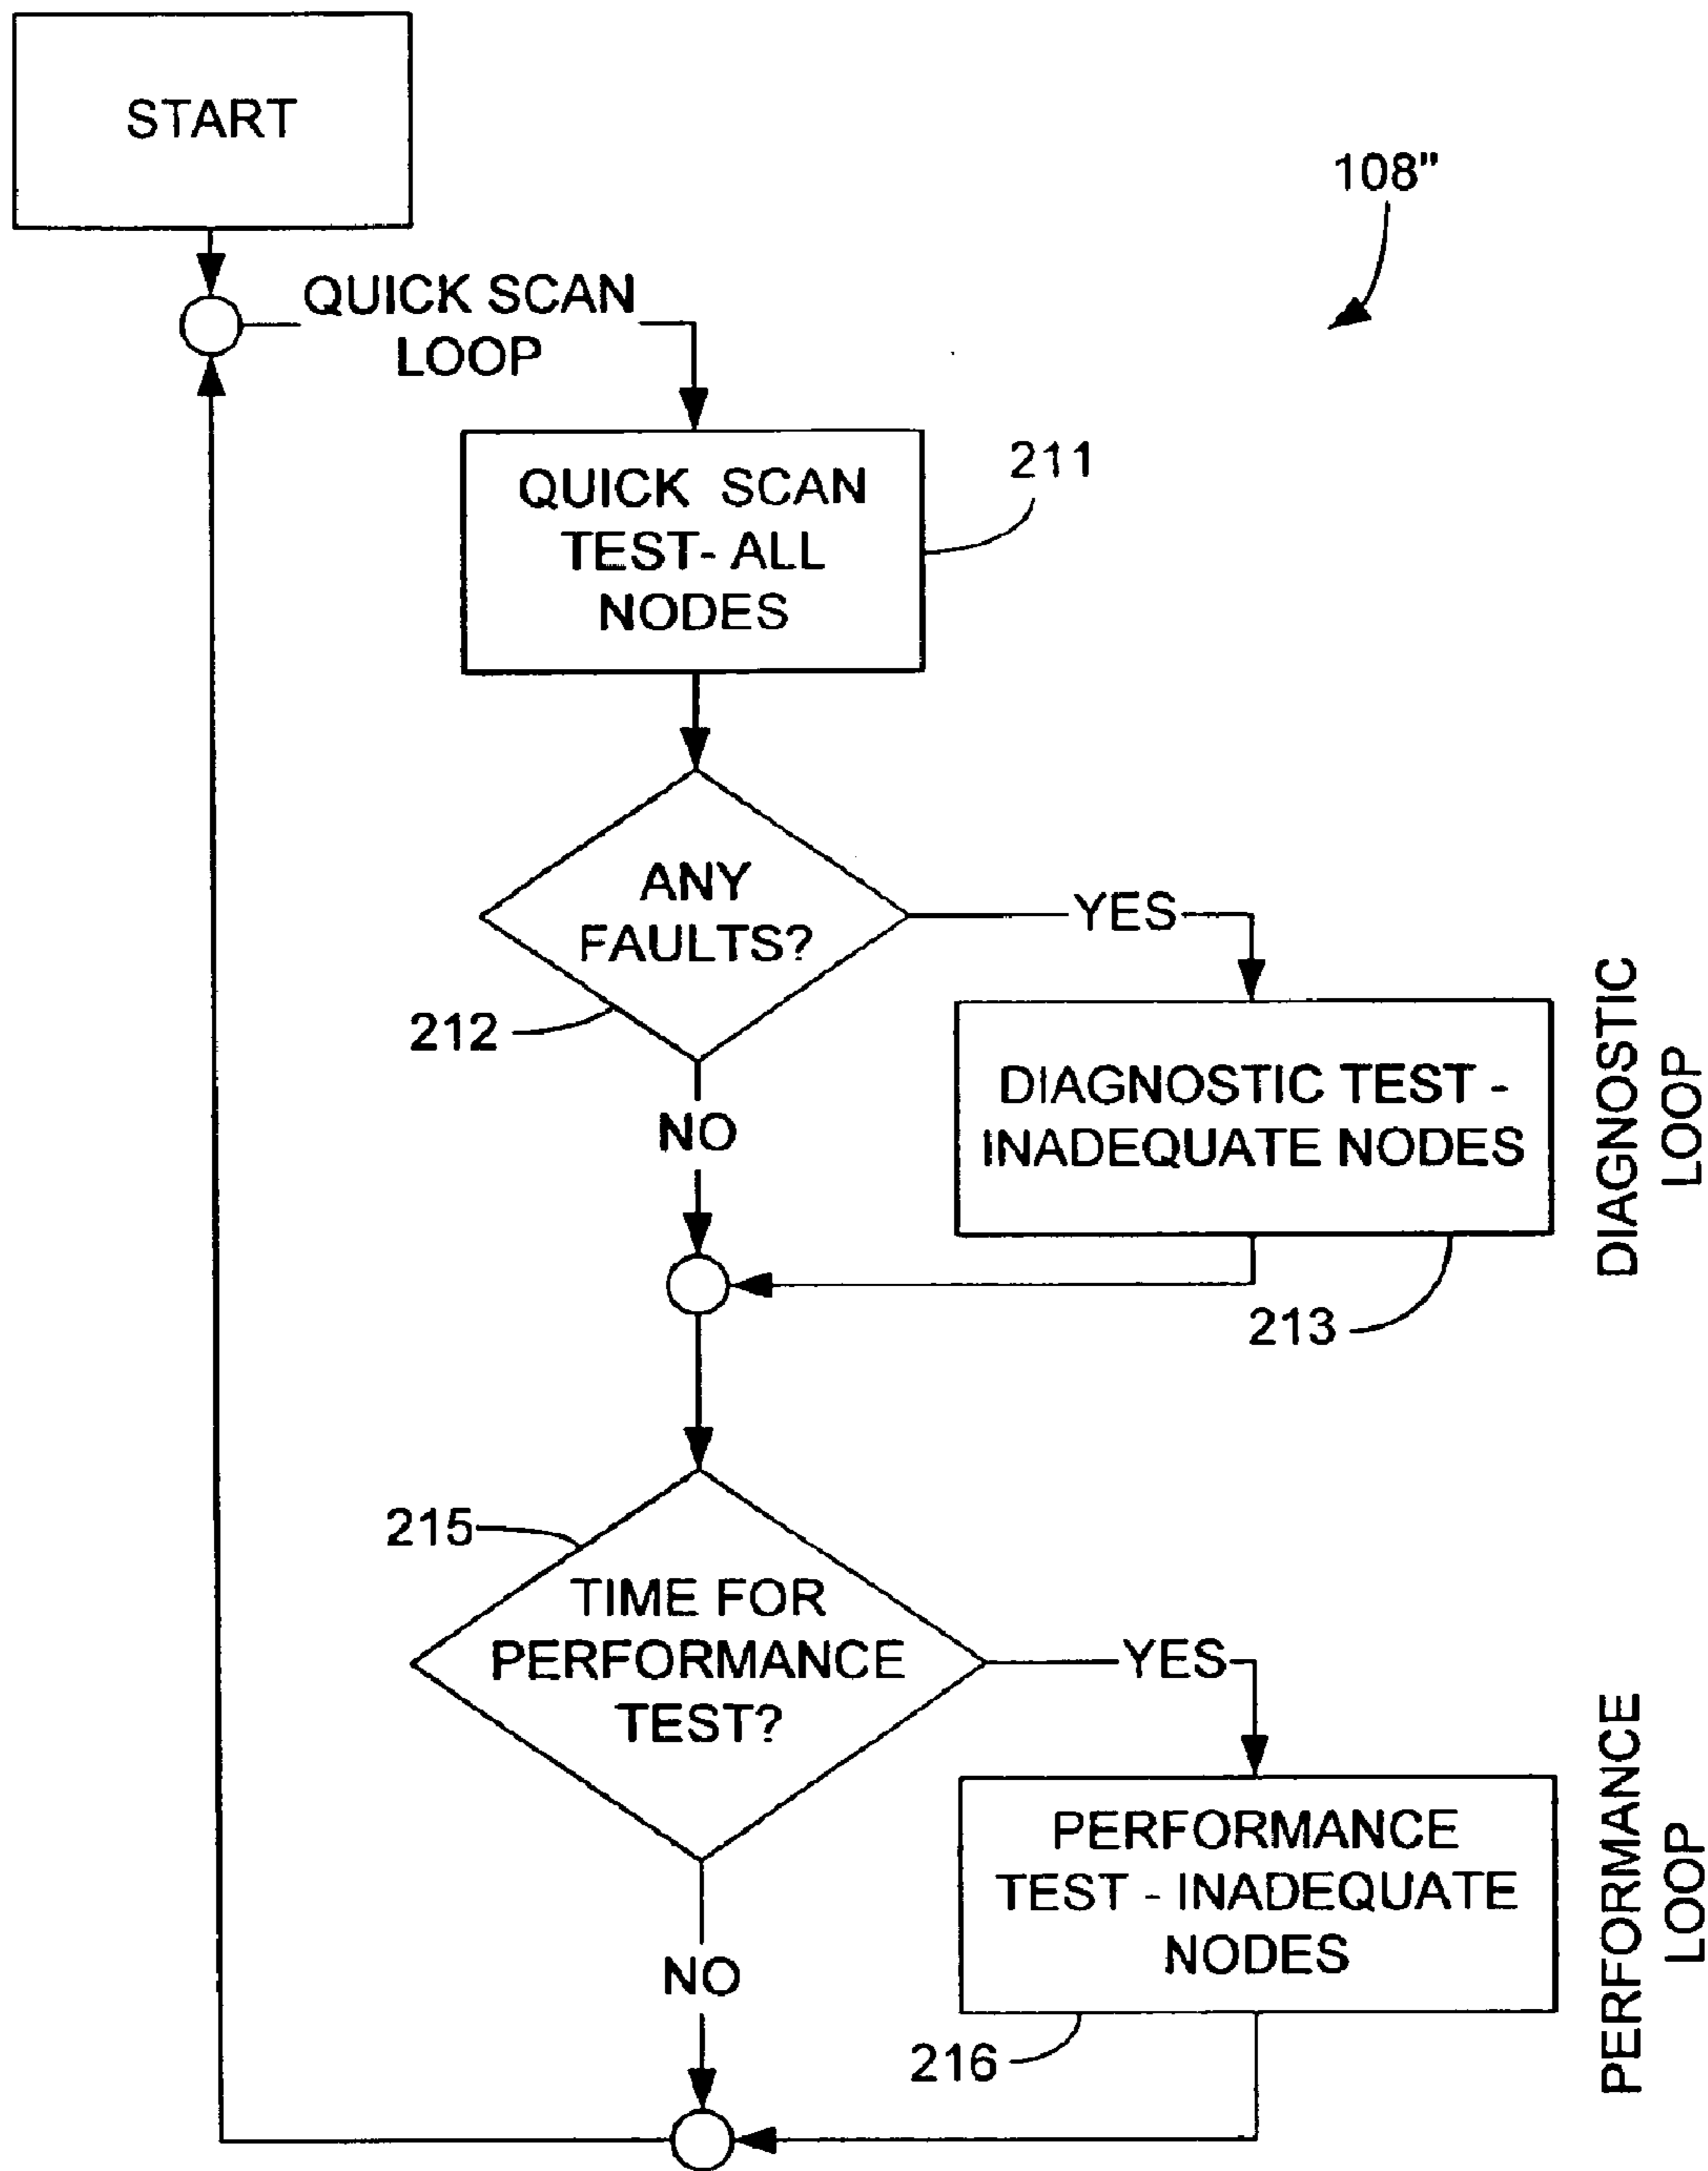 START
108"
QUICK SCAN
LOOP
211
QUICK SCAN
TEST- ALL
NODES
ANY
FAULTS?
YES
212
NO
DIAGNOSTIC TEST -
INADEQUATE NODES
DIAGNOSTIC
LOOP
213
215
TIME FOR
PERFORMANCE
TEST?
YES
PERFORMANCE
TEST - INADEQUATE
NODES
PERFORMANCE
LOOP
NO
216